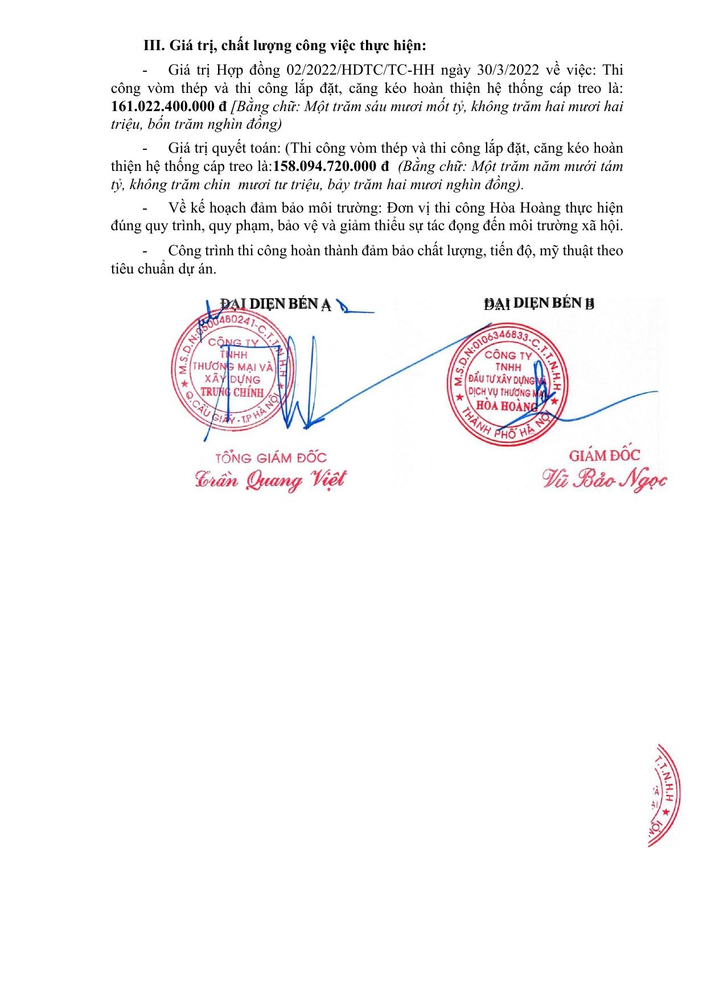 III. Giá trị, chất lượng công việc thực hiện:
- Giá trị Hợp đồng 02/2022/HDTC/TC-HH ngày 30/3/2022 về việc: Thi
công vòm thép và thi công lắp đặt, căng kéo hoàn thiện hệ thống cáp treo là:
161.022.400.000 đ [Bằng chữ: Một trăm sáu mươi mốt tỷ, không trăm hai mươi hai
triệu, bốn trăm nghìn đồng)
- Giá trị quyết toán: (Thi công vòm thép và thi công lắp đặt, căng kéo hoàn
thiện hệ thống cáp treo là:158.094.720.000 đ (Bằng chữ: Một trăm năm mưới tám
tỷ, không trăm chin mươi tư triệu, bảy trăm hai mươi nghìn đồng).
- Về kế hoạch đảm bảo môi trường: Đơn vị thi công Hòa Hoàng thực hiện
đúng quy trình, quy phạm, bảo vệ và giảm thiểu sự tác đọng đến môi trường xã hội.
- Công trình thi công hoàn thành đảm bảo chất lượng, tiến độ, mỹ thuật theo
tiêu chuẩn dự án.
ĐẠI DIỆN BÉN A
M.S.D.N:0500480241-C.T.T.N.H.H
CÔNG TY
TNHH
THƯƠNG MẠI VÀ
XÂY DỰNG
TRUNG CHÍNH
Q.CẦU GIẤY-T.P HÀ NỘI
TỔNG GIÁM ĐỐC
Trần Quang Việt
ĐẠI DIỆN BÉN B
M.S.D.N:0106346833-C.T.T.N.H.H
CÔNG TY
TNHH
ĐẦU TƯ XÂY DỰNG VÀ
DỊCH VỤ THƯƠNG MẠI
HÒA HOÀNG
THÀNH PHỐ HÀ NỘI
GIÁM ĐỐC
Vũ Bảo Ngọc
T.T.N.H.H
VÀ
ẠI
NỘI